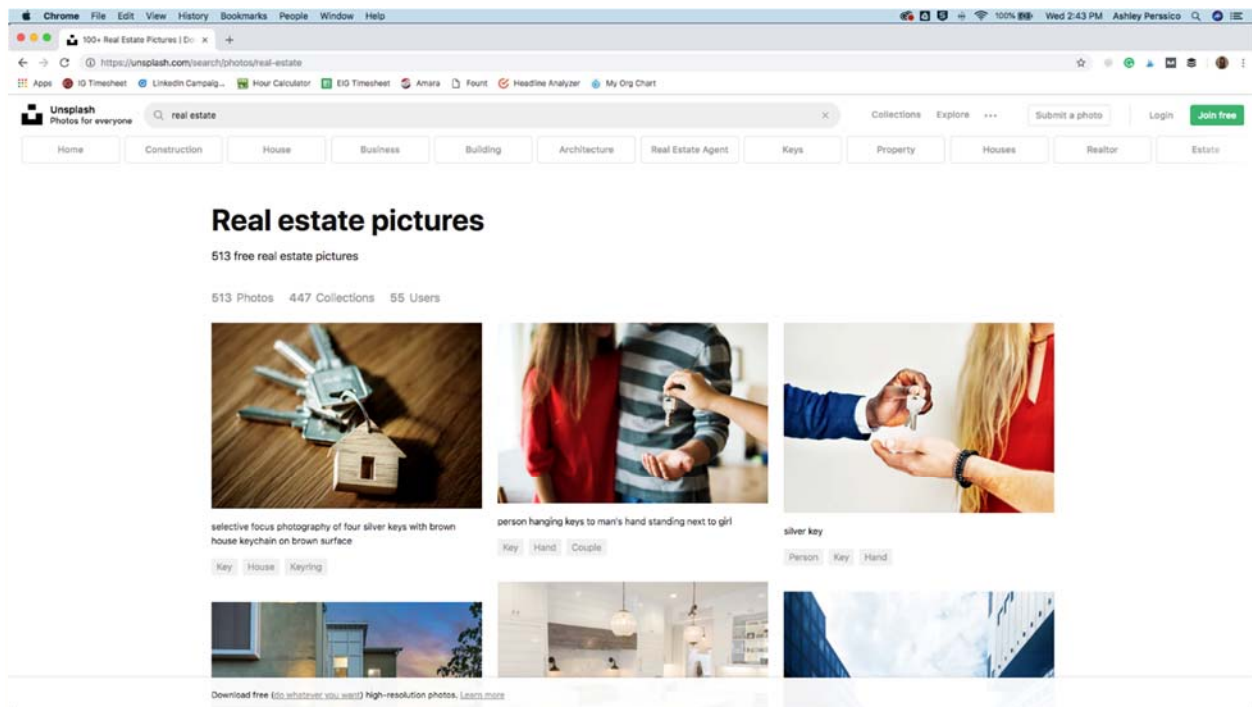 Chrome File Edit View History Bookmarks People Window Help 100% Wed 2:43 PM Ashley Perssico
100+ Real Estate Pictures | Do
https://unsplash.com/search/photos/real-estate
Apps IG Timesheet LinkedIn Campaig... Hour Calculator EIG Timesheet Amara Fount Headline Analyzer My Org Chart
Unsplash
Photos for everyone
real estate
Collections Explore ••• Submit a photo Login Join free
Home Construction House Business Building Architecture Real Estate Agent Keys Property Houses Realtor Estate
Real estate pictures
513 free real estate pictures
513 Photos 447 Collections 55 Users
selective focus photography of four silver keys with brown
house keychain on brown surface
Key House Keyring
person hanging keys to man's hand standing next to girl
Key Hand Couple
silver key
Person Key Hand
Download free (do whatever you want) high-resolution photos. Learn more